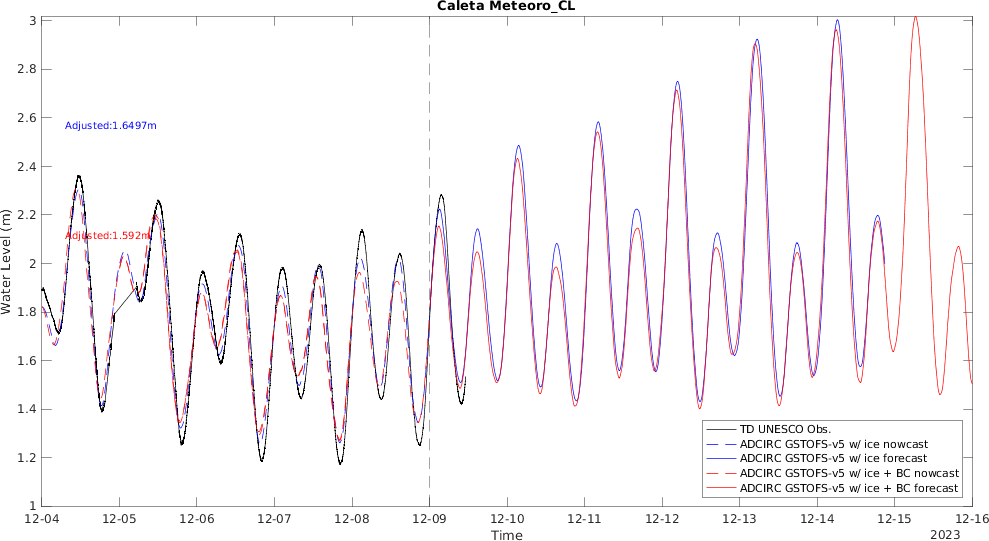 Caleta Meteoro_CL
3
2.8
2.6
2.4
2.2
2
1.8
1.6
1.4
1.2
1
Water Level (m)
Adjusted:1.6497m
Adjusted:1.592m
TD UNESCO Obs.
ADCIRC GSTOFS-v5 w/ ice nowcast
ADCIRC GSTOFS-v5 w/ ice forecast
ADCIRC GSTOFS-v5 w/ ice + BC nowcast
ADCIRC GSTOFS-v5 w/ ice + BC forecast
12-04 12-05 12-06 12-07 12-08 12-09 12-10 12-11 12-12 12-13 12-14 12-15 12-16
Time
2023